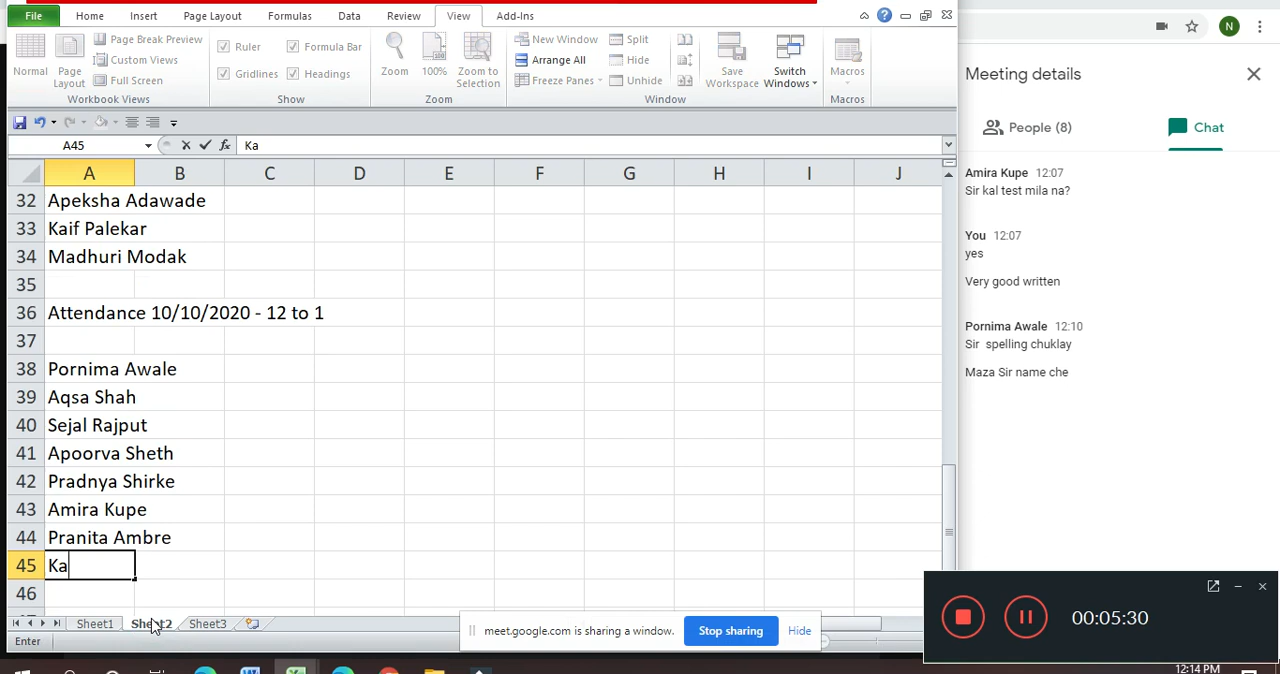 File Home Insert Page Layout Formulas Data Review View Add-Ins
Normal
Page Layout
Page Break Preview
Custom Views
Full Screen
Workbook Views
Ruler
Formula Bar
Gridlines
Headings
Show
Zoom
100%
Zoom to Selection
Zoom
New Window
Arrange All
Freeze Panes
Split
Hide
Unhide
Save Workspace
Switch Windows
Window
Macros
Macros
A45
Ka
A B C D E F G H I J
32 Apeksha Adawade
33 Kaif Palekar
34 Madhuri Modak
35
36 Attendance 10/10/2020 - 12 to 1
37
38 Pornima Awale
39 Aqsa Shah
40 Sejal Rajput
41 Apoorva Sheth
42 Pradnya Shirke
43 Amira Kupe
44 Pranita Ambre
45 Ka
46
Sheet1 Sheet2 Sheet3
Enter
meet.google.com is sharing a window. Stop sharing Hide
N
Meeting details
People (8) Chat
Amira Kupe 12:07
Sir kal test mila na?
You 12:07
yes
Very good written
Pornima Awale 12:10
Sir spelling chuklay
Maza Sir name che
00:05:30
12:14 PM